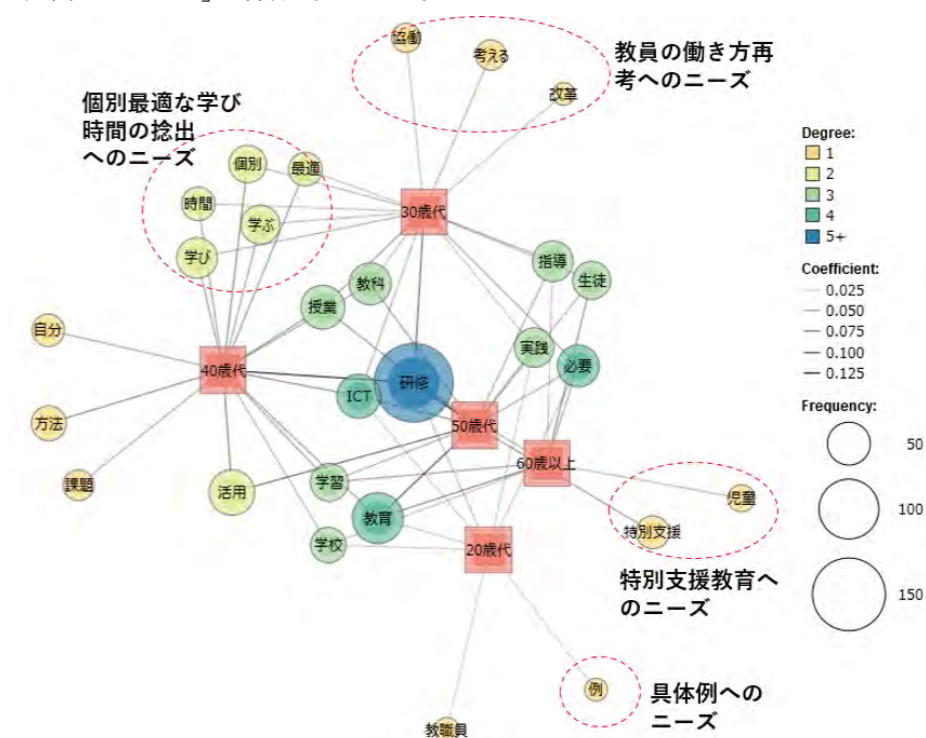 協働
考える
改革
教員の働き方再
考へのニーズ
個別最適な学び
時間の捻出
へのニーズ
個別
最適
時間
学ぶ
学び
30歳代
指導
生徒
教科
授業
自分
40歳代
実践
必要
研修
ICT
方法
50歳代
60歳以上
課題
活用
学習
教育
児童
特別支援
学校
20歳代
特別支援教育へ
のニーズ
例
具体例への
ニーズ
教職員
Degree:
1
2
3
4
5+
Coefficient:
0.025
0.050
0.075
0.100
0.125
Frequency:
50
100
150